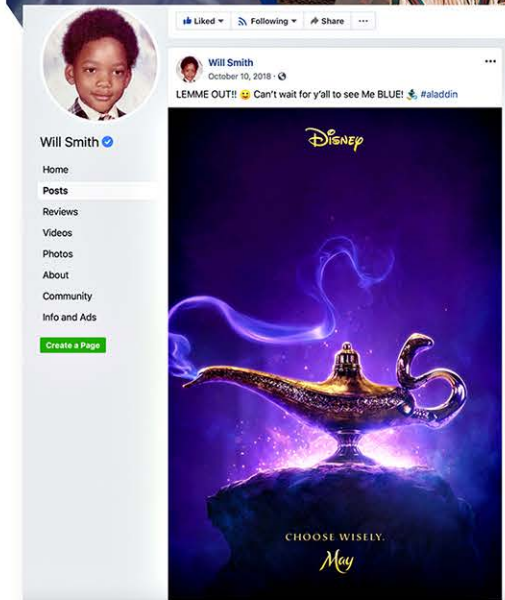 Liked Following Share ...
Will Smith
October 10, 2018 ·
LEMME OUT!! 😀 Can't wait for y'all to see Me BLUE! 🧞‍♂️ #aladdin
Will Smith
Home
Posts
Reviews
Videos
Photos
About
Community
Info and Ads
Create a Page
Disney
CHOOSE WISELY.
May